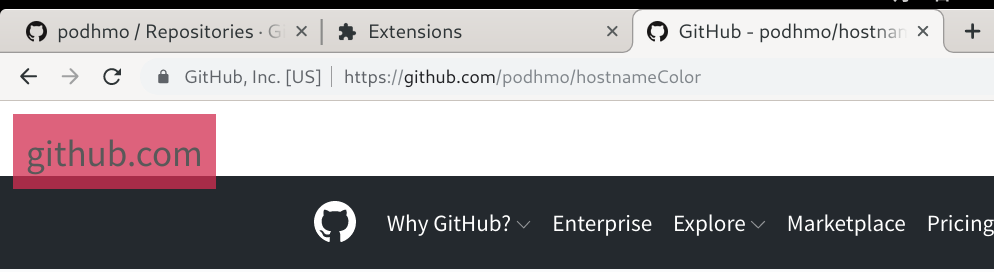 podhmo / Repositories · G
Extensions
GitHub - podhmo/hostnam
GitHub, Inc. [US]
https://github.com/podhmo/hostnameColor
github.com
Why GitHub?
Enterprise
Explore
Marketplace
Pricing